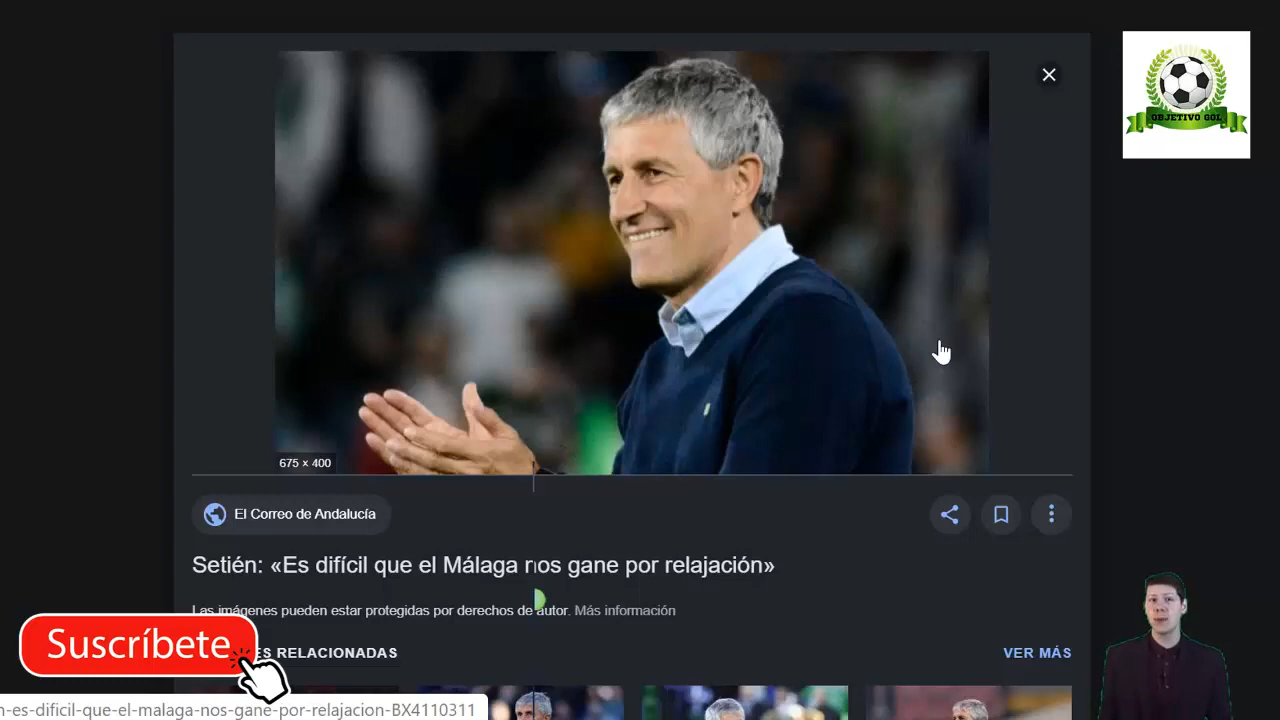 OBJETIVO GOL
675 × 400
El Correo de Andalucía
Setién: «Es difícil que el Málaga nos gane por relajación»
Las imágenes pueden estar protegidas por derechos de autor. Más información
Suscríbete
ES RELACIONADAS
VER MÁS
n-es-dificil-que-el-malaga-nos-gane-por-relajacion-BX4110311